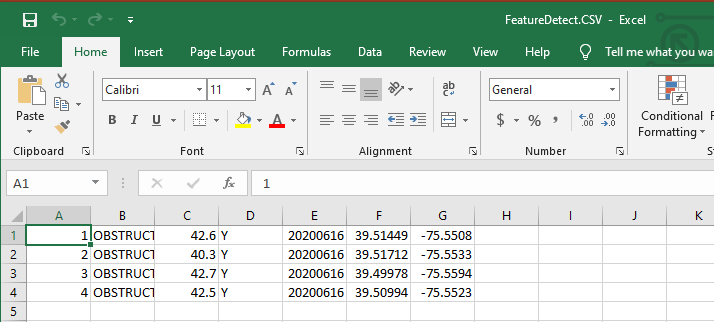 FeatureDetect.CSV - Excel
File Home Insert Page Layout Formulas Data Review View Help Tell me what you wa
Calibri 11 A A ab General
Paste B I U A $ % , .00 Conditional
Formatting
Clipboard Font Alignment Number
A1 fx 1
A B C D E F G H I J K
1 1 OBSTRUCT 42.6 Y 20200616 39.51449 -75.5508
2 2 OBSTRUCT 40.3 Y 20200616 39.51712 -75.5533
3 3 OBSTRUCT 42.7 Y 20200616 39.49978 -75.5594
4 4 OBSTRUCT 42.5 Y 20200616 39.50994 -75.5523
5